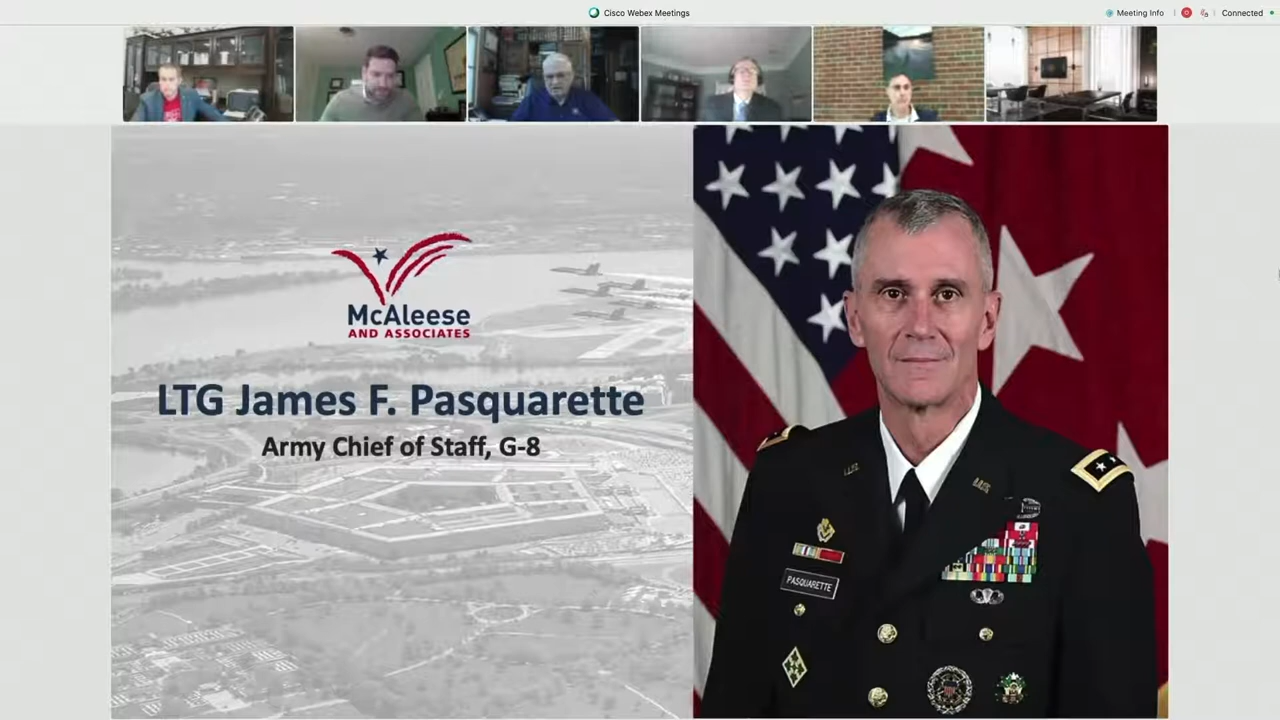 Cisco Webex Meetings
Meeting Info
Connected
McAleese
AND ASSOCIATES
LTG James F. Pasquarette
Army Chief of Staff, G-8
PASQUARETTE